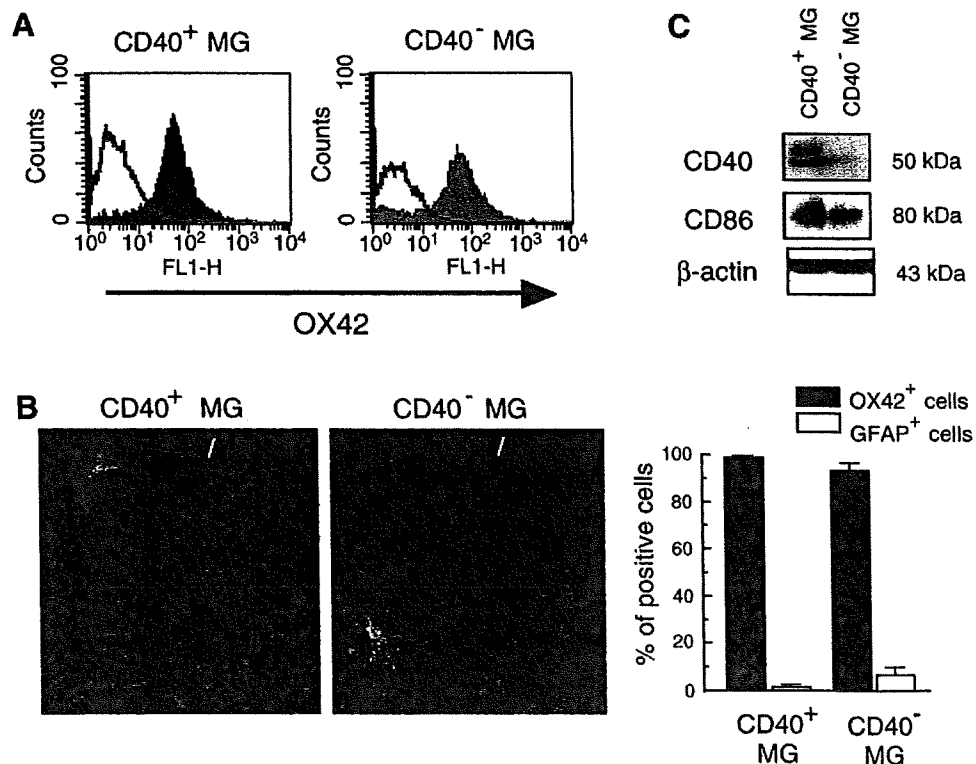 A
CD40+ MG
CD40- MG
100
Counts
0
10^0 10^1 10^2 10^3 10^4
FL1-H
100
Counts
0
10^0 10^1 10^2 10^3 10^4
FL1-H
OX42
C
CD40+ MG
CD40- MG
CD40 50 kDa
CD86 80 kDa
β-actin 43 kDa
B
CD40+ MG
CD40- MG
OX42+ cells
GFAP+ cells
% of positive cells
100
80
60
40
20
0
CD40+
MG
CD40-
MG